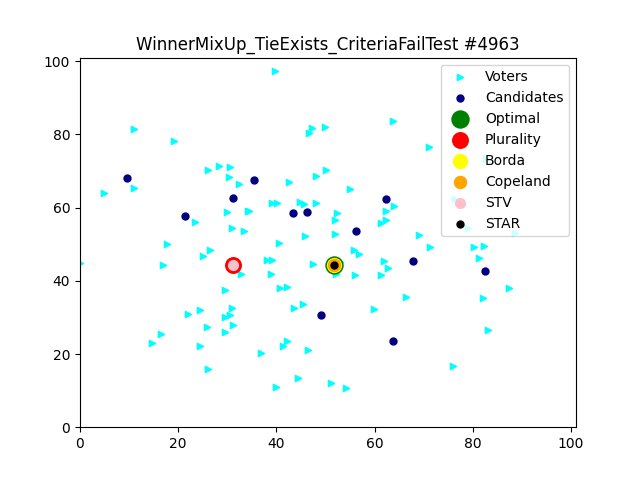 WinnerMixUp_TieExists_CriteriaFailTest #4963
100
80
60
40
20
0
0
20
40
60
80
100
Voters
Candidates
Optimal
Plurality
Borda
Copeland
STV
STAR